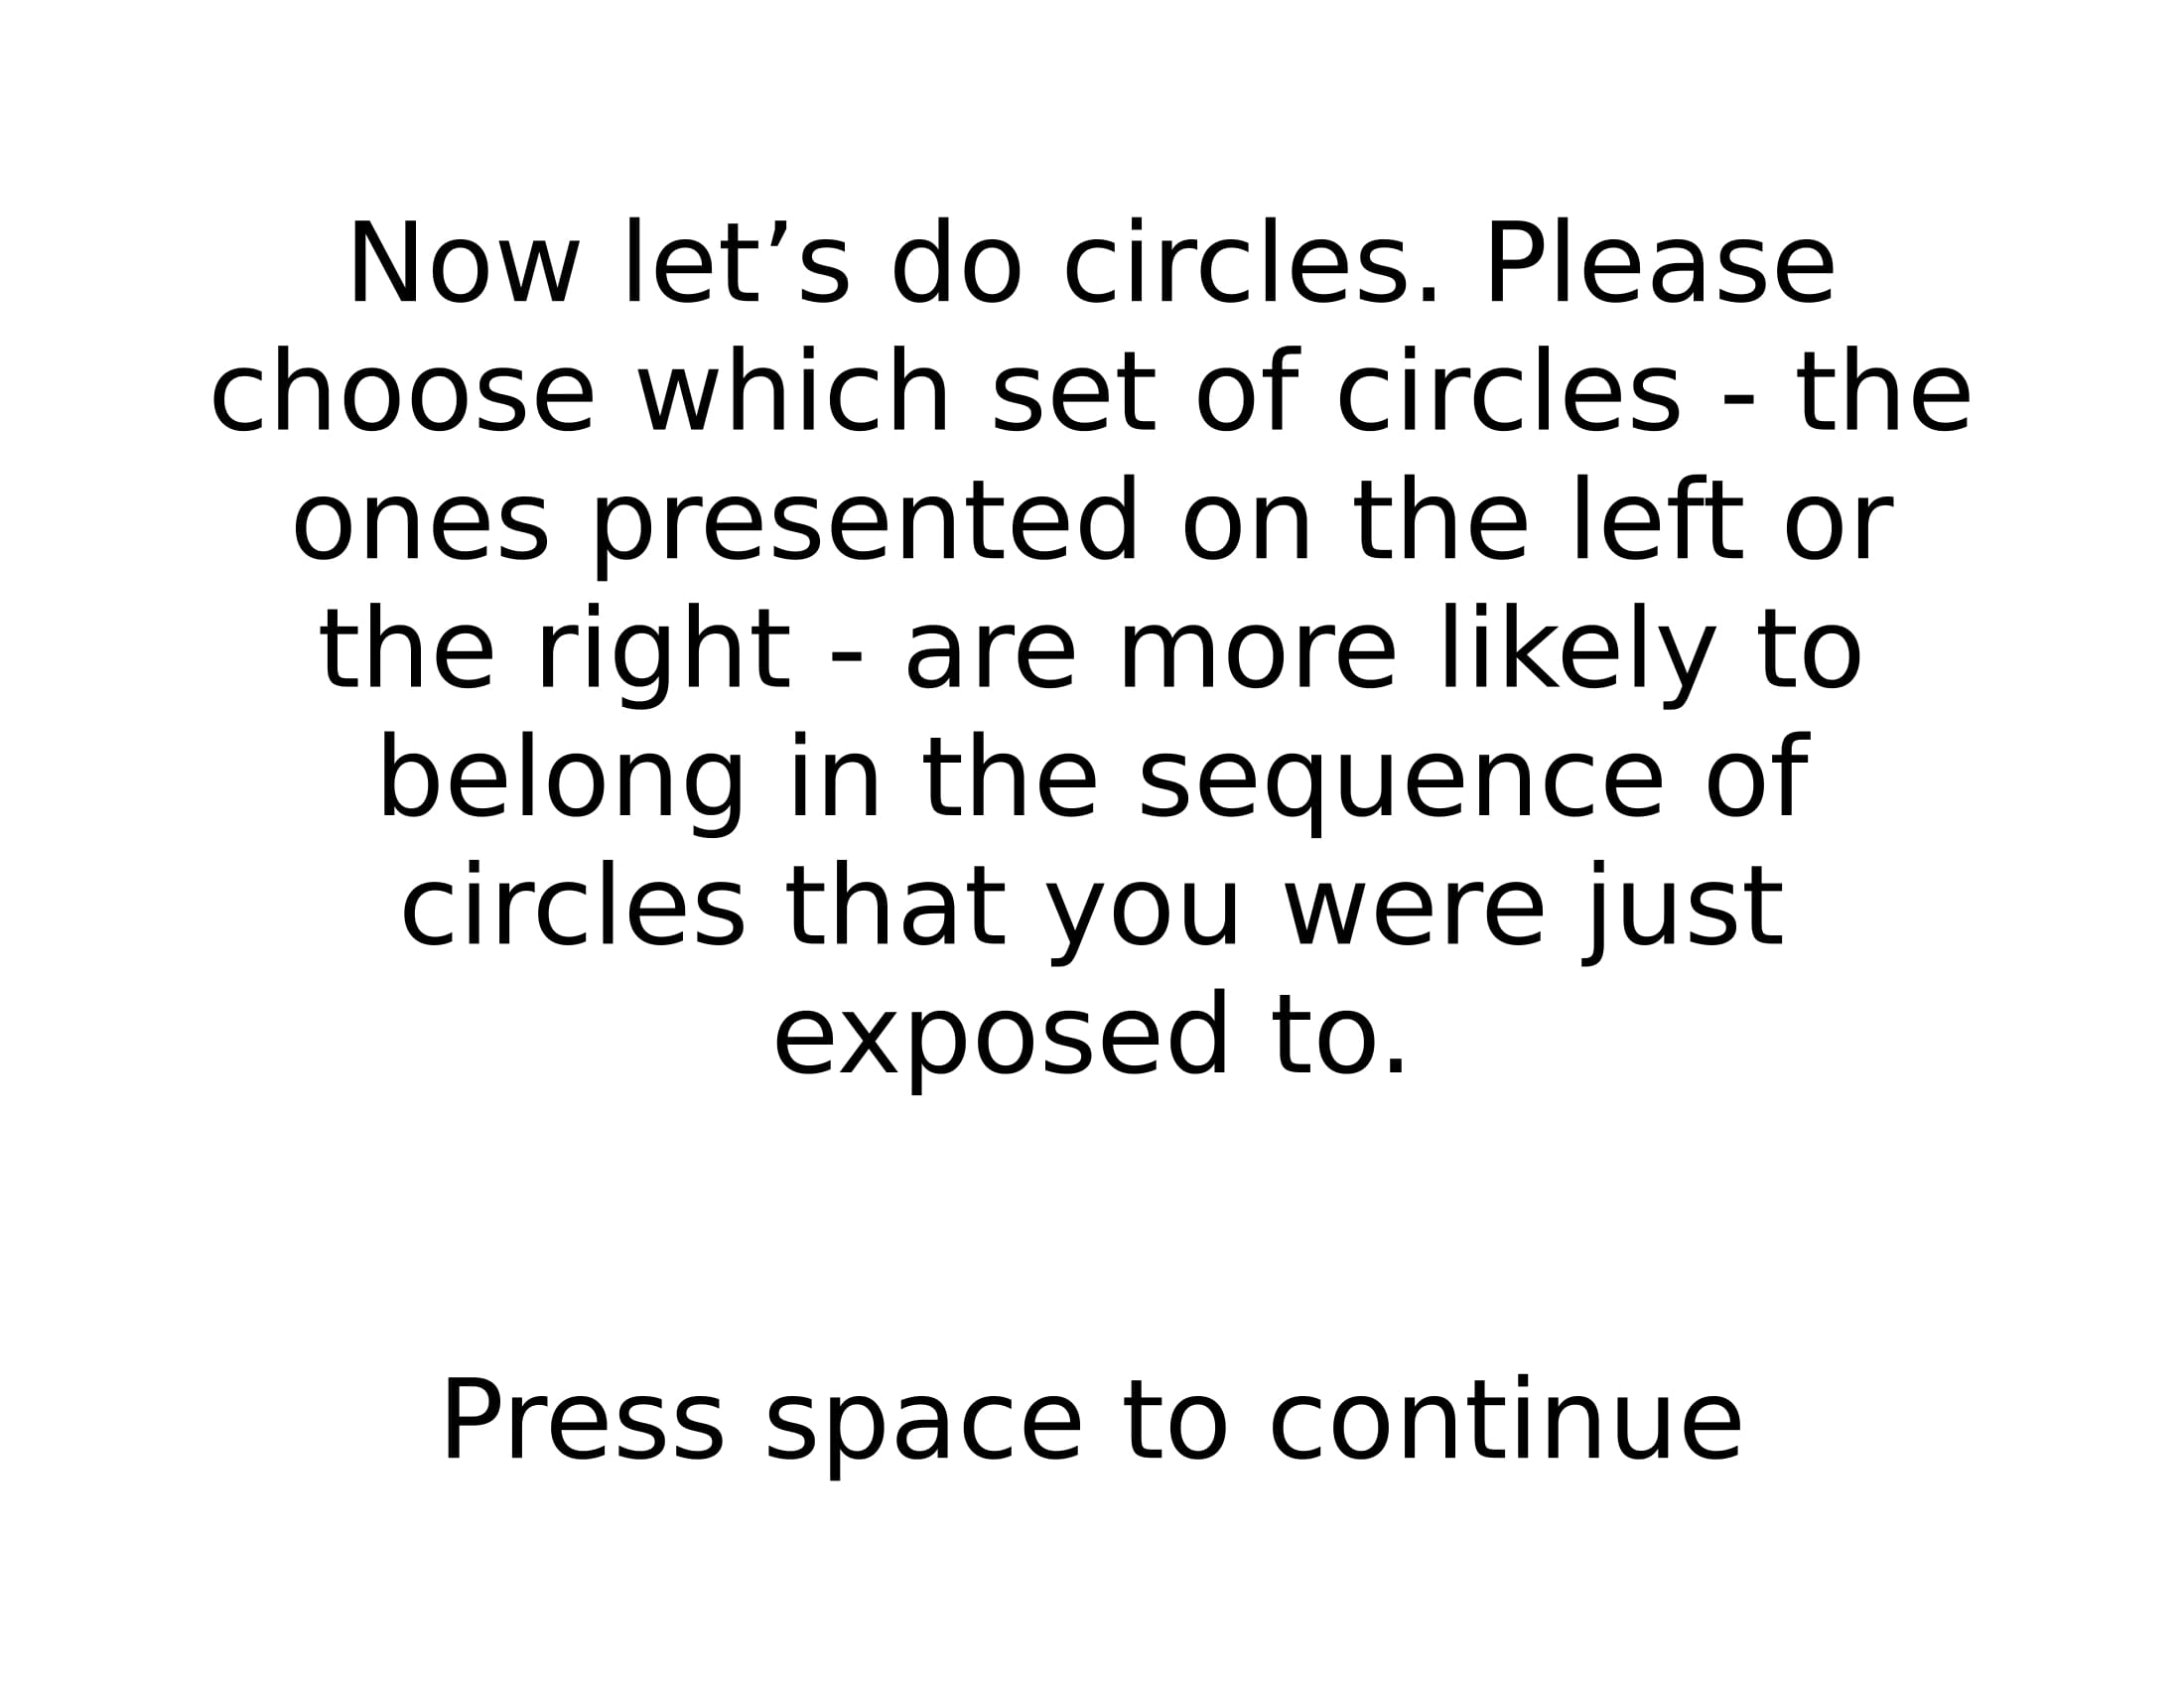 Now let’s do circles. Please
choose which set of circles - the
ones presented on the left or
the right - are more likely to
belong in the sequence of
circles that you were just
exposed to.
Press space to continue